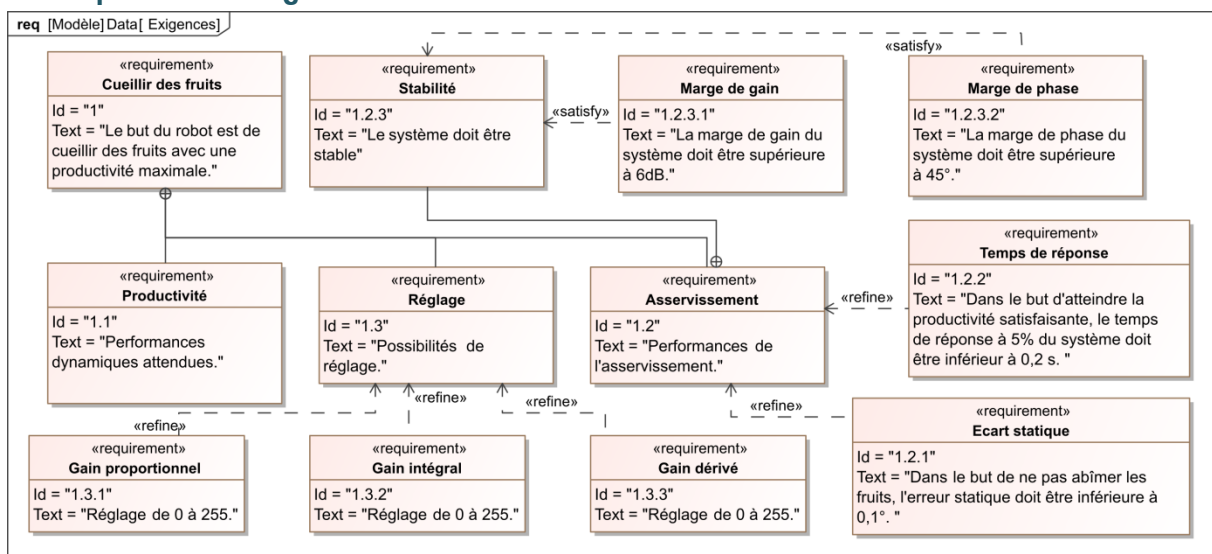 req [Modèle] Data[ Exigences]
«requirement»
Cueillir des fruits
Id = "1"
Text = "Le but du robot est de
cueillir des fruits avec une
productivité maximale."
«requirement»
Stabilité
Id = "1.2.3"
Text = "Le système doit être
stable"
«satisfy»
«requirement»
Marge de gain
Id = "1.2.3.1"
Text = "La marge de gain du
système doit être supérieure
à 6dB."
«satisfy»
«requirement»
Marge de phase
Id = "1.2.3.2"
Text = "La marge de phase du
système doit être supérieure
à 45°."
«requirement»
Productivité
Id = "1.1"
Text = "Performances
dynamiques attendues."
«requirement»
Réglage
Id = "1.3"
Text = "Possibilités de
réglage."
«requirement»
Asservissement
Id = "1.2"
Text = "Performances de
l'asservissement."
«refine»
«requirement»
Temps de réponse
Id = "1.2.2"
Text = "Dans le but d'atteindre la
productivité satisfaisante, le temps
de réponse à 5% du système doit
être inférieur à 0,2 s. "
«refine»
«refine»
«refine»
«refine»
«requirement»
Gain proportionnel
Id = "1.3.1"
Text = "Réglage de 0 à 255."
«requirement»
Gain intégral
Id = "1.3.2"
Text = "Réglage de 0 à 255."
«requirement»
Gain dérivé
Id = "1.3.3"
Text = "Réglage de 0 à 255."
«requirement»
Ecart statique
Id = "1.2.1"
Text = "Dans le but de ne pas abîmer les
fruits, l'erreur statique doit être inférieure à
0,1°. "